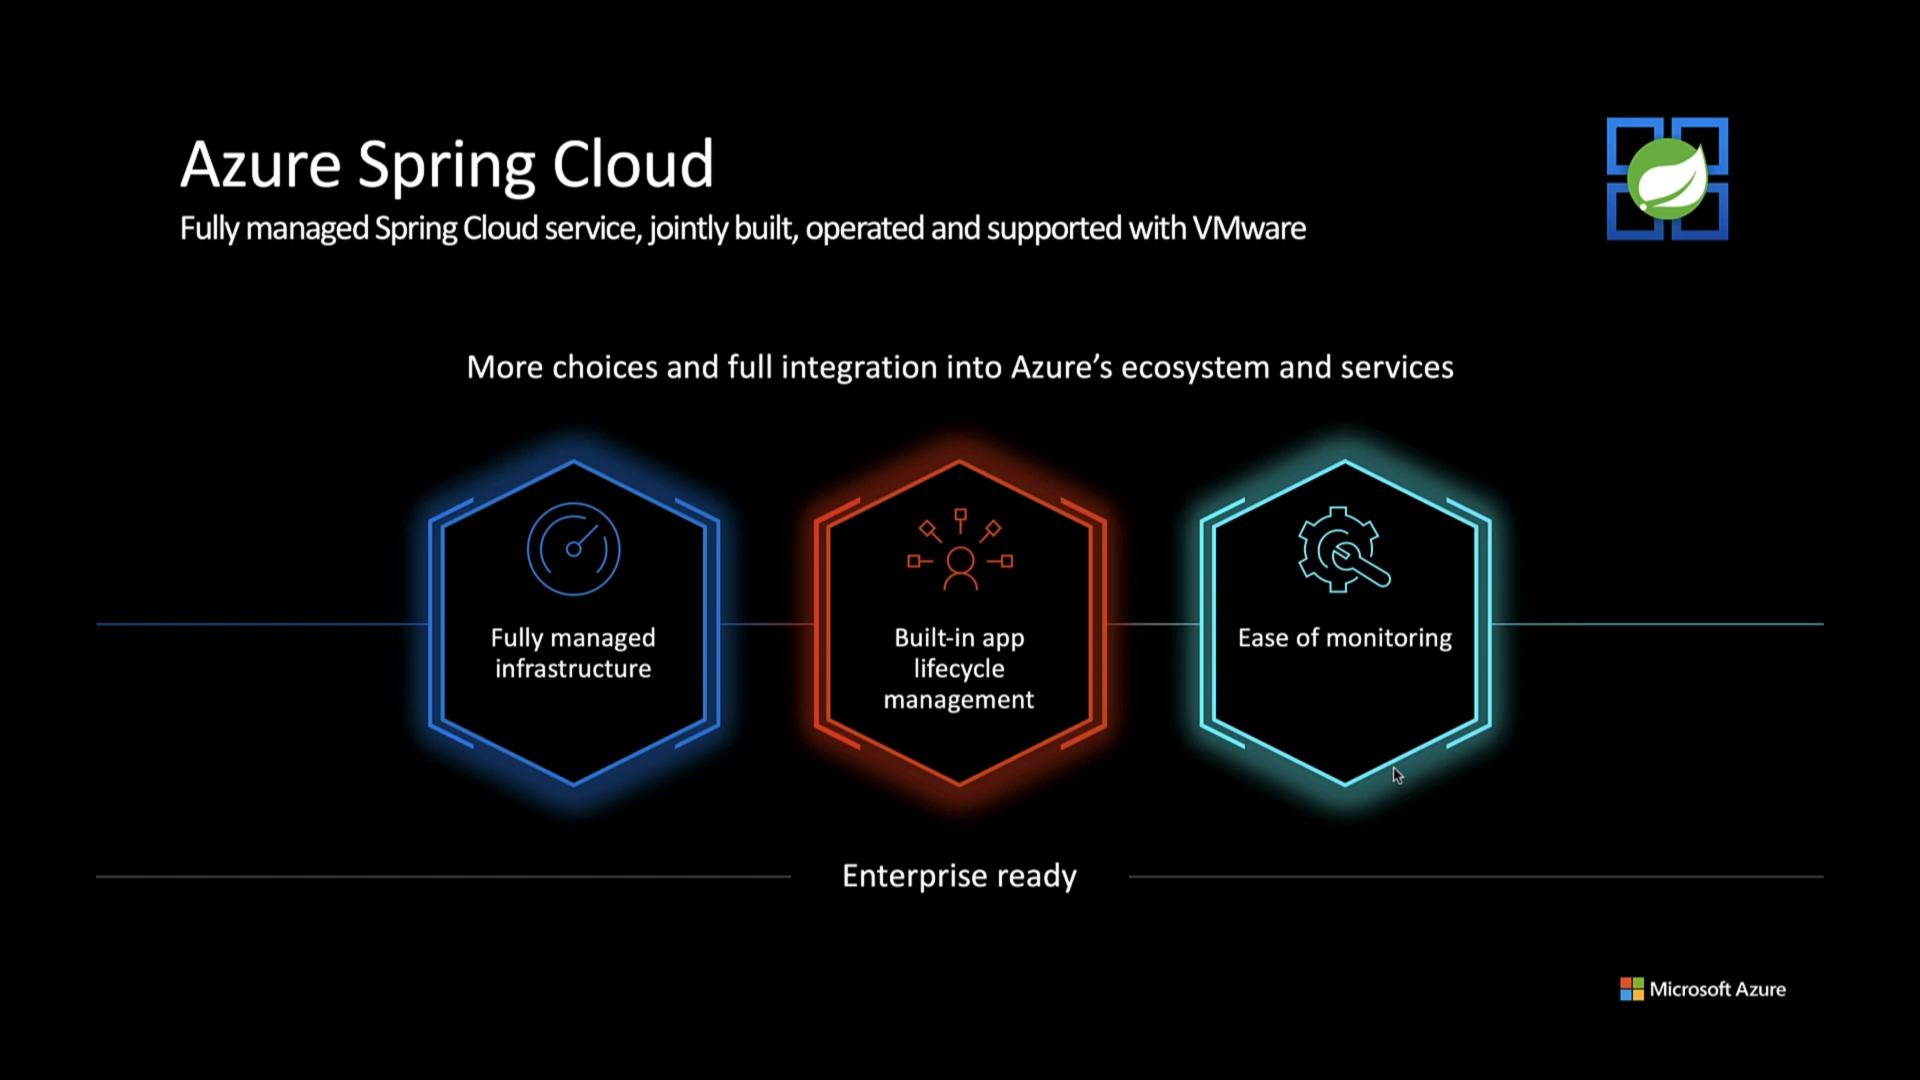 Azure Spring Cloud
Fully managed Spring Cloud service, jointly built, operated and supported with VMware
More choices and full integration into Azure’s ecosystem and services
Fully managed
infrastructure
Built-in app
lifecycle
management
Ease of monitoring
Enterprise ready
Microsoft Azure